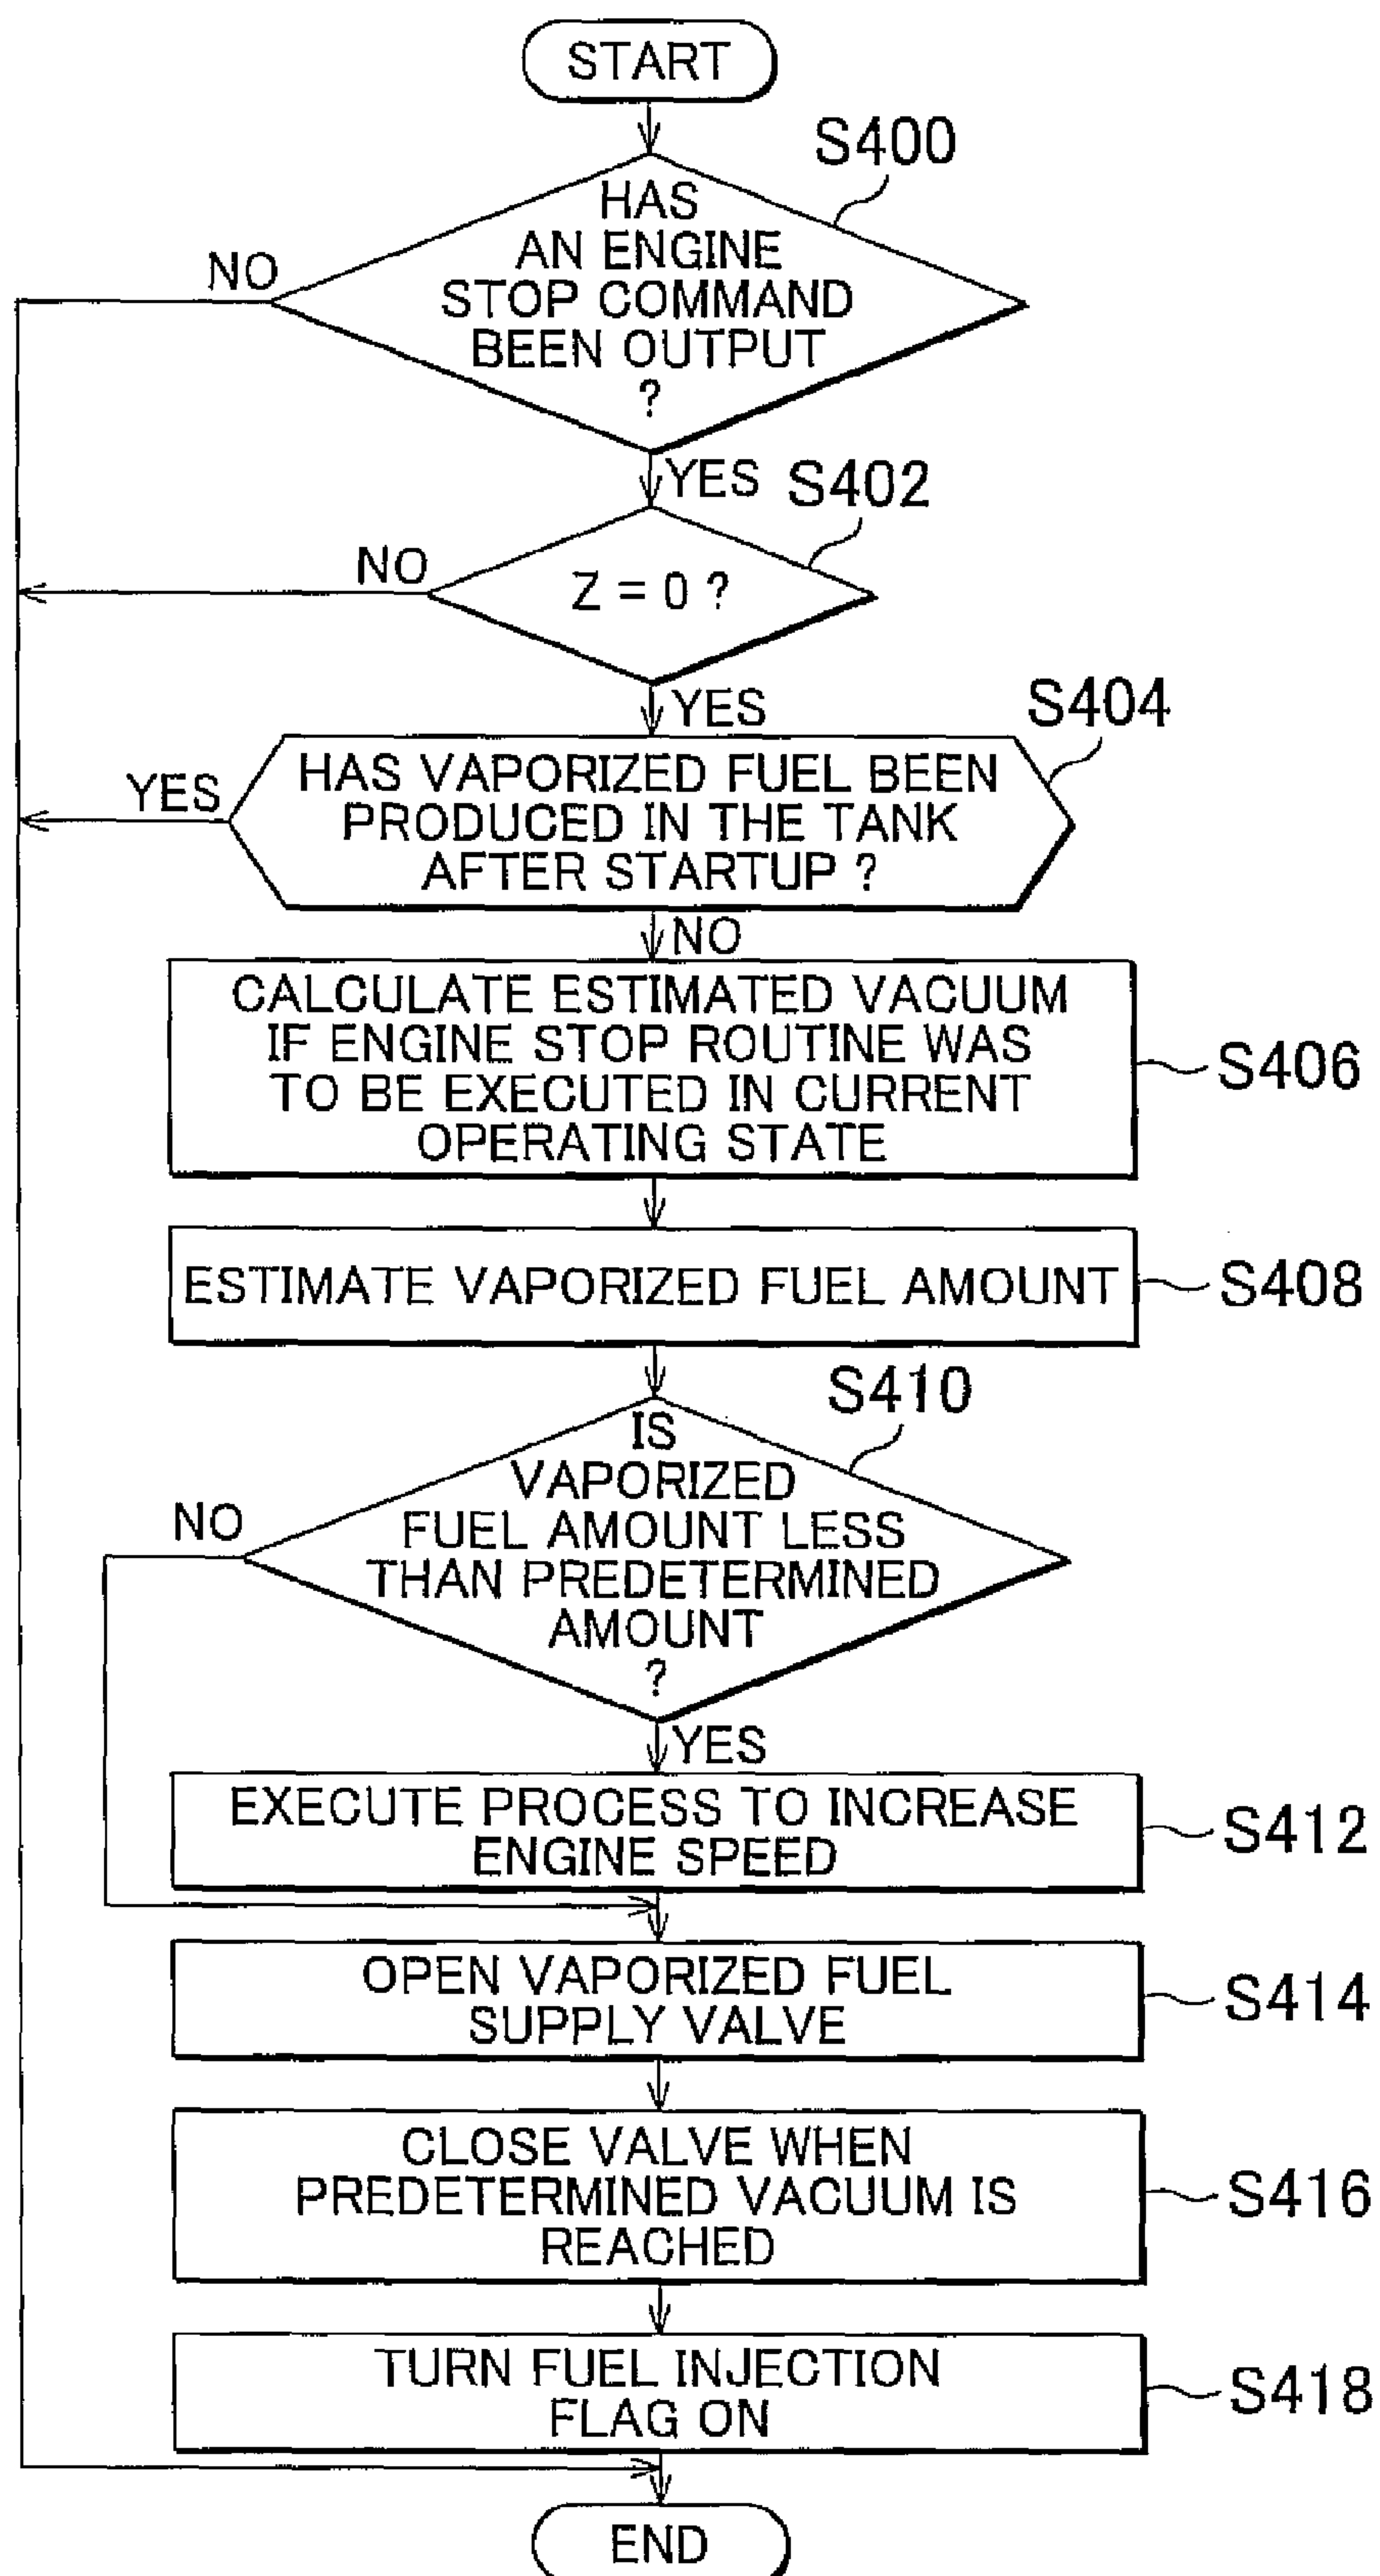 START
S400
HAS
AN ENGINE
STOP COMMAND
BEEN OUTPUT
?
NO
YES
S402
NO
Z = 0 ?
YES
S404
YES
HAS VAPORIZED FUEL BEEN
PRODUCED IN THE TANK
AFTER STARTUP ?
NO
CALCULATE ESTIMATED VACUUM
IF ENGINE STOP ROUTINE WAS
TO BE EXECUTED IN CURRENT
OPERATING STATE
S406
ESTIMATE VAPORIZED FUEL AMOUNT
S408
S410
IS
VAPORIZED
FUEL AMOUNT LESS
THAN PREDETERMINED
AMOUNT
?
NO
YES
EXECUTE PROCESS TO INCREASE
ENGINE SPEED
S412
OPEN VAPORIZED FUEL
SUPPLY VALVE
S414
CLOSE VALVE WHEN
PREDETERMINED VACUUM IS
REACHED
S416
TURN FUEL INJECTION
FLAG ON
S418
END